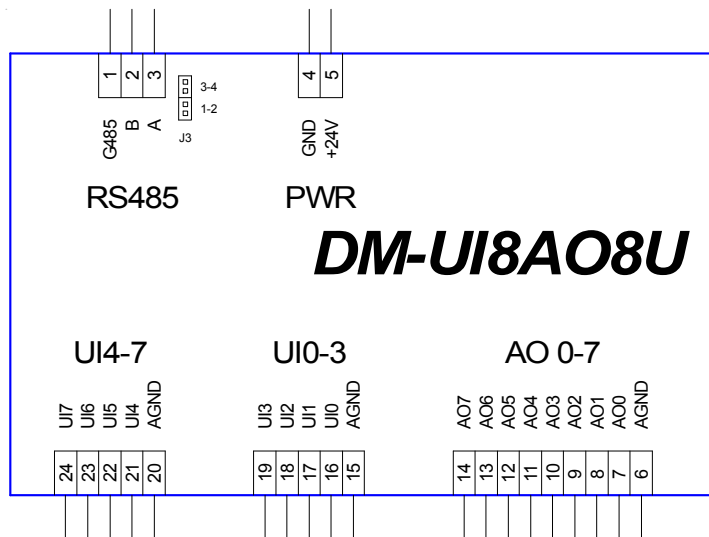 1 2 3 4 5
3-4
1-2
J3
G485 B A GND +24V
RS485 PWR
DM-UI8AO8U
UI4-7 UI0-3 AO 0-7
UI7 UI6 UI5 UI4 AGND UI3 UI2 UI1 UI0 AGND AO7 AO6 AO5 AO4 AO3 AO2 AO1 AO0 AGND
24 23 22 21 20 19 18 17 16 15 14 13 12 11 10 9 8 7 6